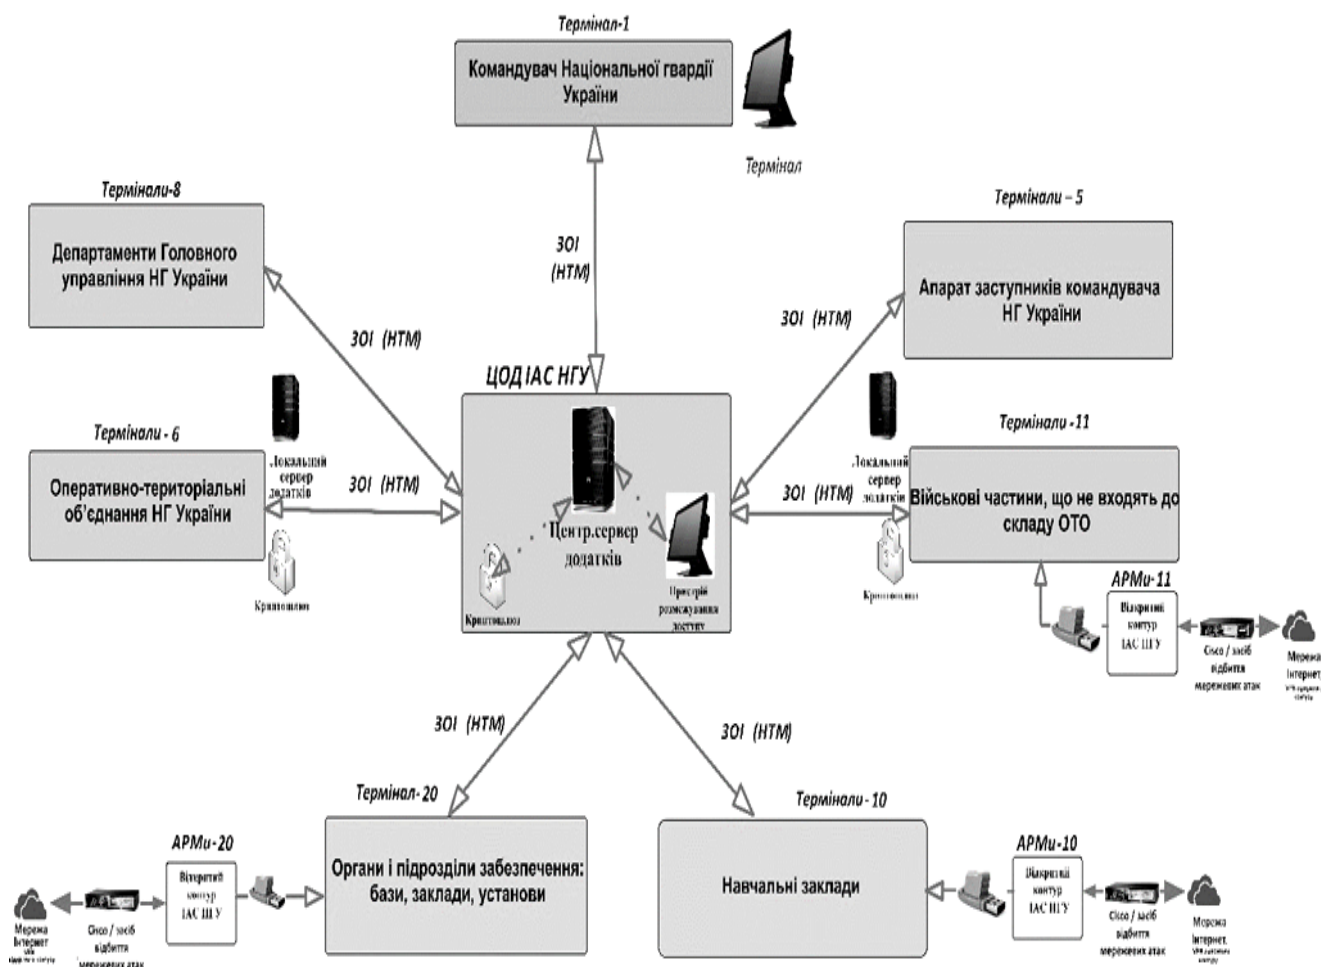 Термінал-1
Командувач Національної гвардії
України
Термінал
Термінали-8
Департаменти Головного
управління НГ України
Термінали – 5
Апарат заступників командувача
НГ України
ЗОІ
(НТМ)
ЗОІ (НТМ)
ЗОІ (НТМ)
ЦОД ІАС НГУ
Термінали - 6
Оперативно-територіальні
об'єднання НГ України
Локальний
сервер
додатків
Криптошлюз
ЗОІ (НТМ)
Центр.сервер
додатків
Криптошлюз
Пристрій
розмежування
доступу
ЗОІ (НТМ)
Локальний
сервер
додатків
Криптошлюз
Термінали -11
Військові частини, що не входять до
складу ОТО
АРМи-11
Відкритий
контур
ІАС НГУ
Cisco / засіб
відбиття
мережевих атак
Мережа
Інтернет,
ЗОІ (НТМ)
ЗОІ (НТМ)
Термінал-20
Органи і підрозділи забезпечення:
бази, заклади, установи
АРМи-20
Відкритий
контур
ІАС НГУ
Cisco / засіб
відбиття
мережевих атак
Мережа
Інтернет
Термінали - 10
Навчальні заклади
АРМи-10
Відкритий
контур
ІАС НГУ
Cisco / засіб
відбиття
мережевих атак
Мережа
Інтернет,